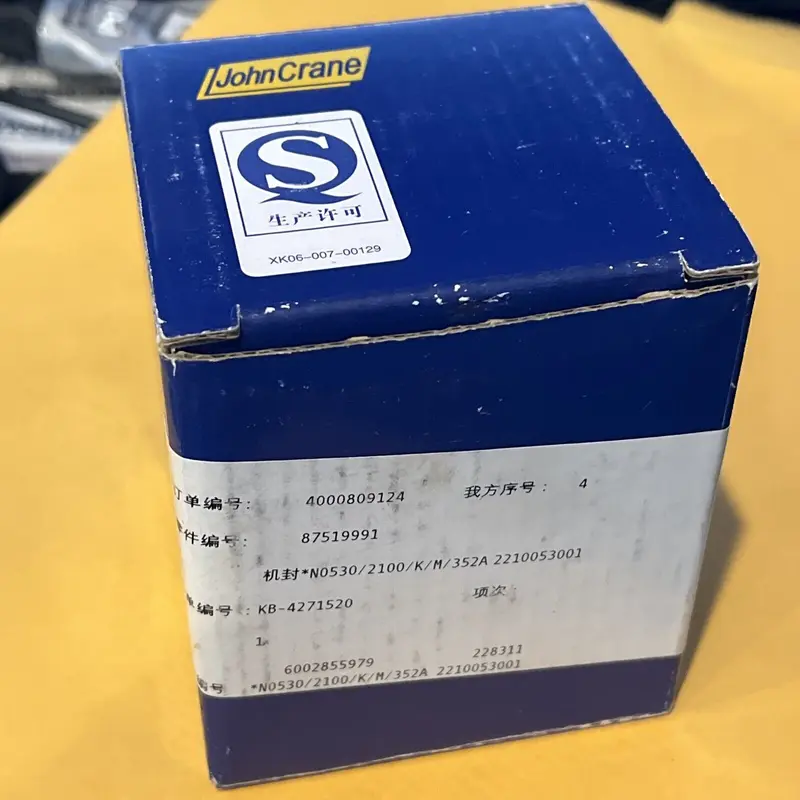 JohnCrane
S
生产许可
XK06-007-00129
单编号: 4000809124 我方序号: 4
件编号: 87519991
机封*N0530/2100/K/M/352A 2210053001
单编号: KB-4271520 项次
1
6002855979 228311
号 *N0530/2100/K/M/352A 2210053001